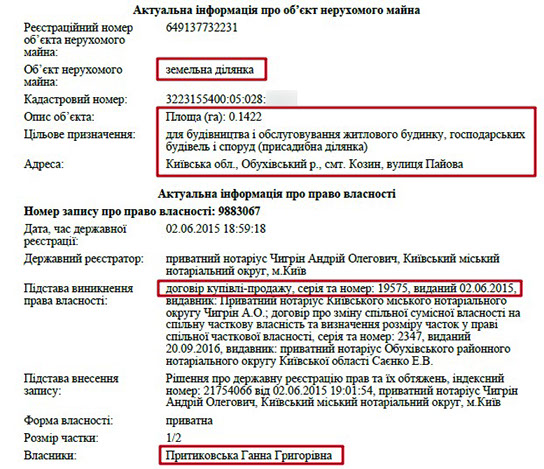 Актуальна інформація про об’єкт нерухомого майна
Реєстраційний номер об’єкта нерухомого майна: 649137732231
Об’єкт нерухомого майна: земельна ділянка
Кадастровий номер: 3223155400:05:028:
Опис об’єкта: Площа (га): 0.1422
Цільове призначення: для будівництва і обслуговування житлового будинку, господарських
будівель і споруд (присадибна ділянка)
Адреса: Київська обл., Обухівський р., смт. Козин, вулиця Пайова
Актуальна інформація про право власності
Номер запису про право власності: 9883067
Дата, час державної реєстрації: 02.06.2015 18:59:18
Державний реєстратор: приватний нотаріус Чигрін Андрій Олегович, Київський міський
нотаріальний округ, м.Київ
Підстава виникнення права власності: договір купівлі-продажу, серія та номер: 19575, виданий 02.06.2015,
видавник: Приватний нотаріус Київського міського нотаріального
округу Чигрін А.О.; договір про зміну спільної сумісної власності на
спільну часткову власність та визначення розміру часток у праві
спільної часткової власності, серія та номер: 2347, виданий
20.09.2016, видавник: приватний нотаріус Обухівського районного
нотаріального округу Київської області Саєнко Е.В.
Підстава внесення запису: Рішення про державну реєстрацію прав та їх обтяжень, індексний
номер: 21754066 від 02.06.2015 19:01:54, приватний нотаріус Чигрін
Андрій Олегович, Київський міський нотаріальний округ, м.Київ
Форма власності: приватна
Розмір частки: 1/2
Власники: Притиковська Ганна Григорівна